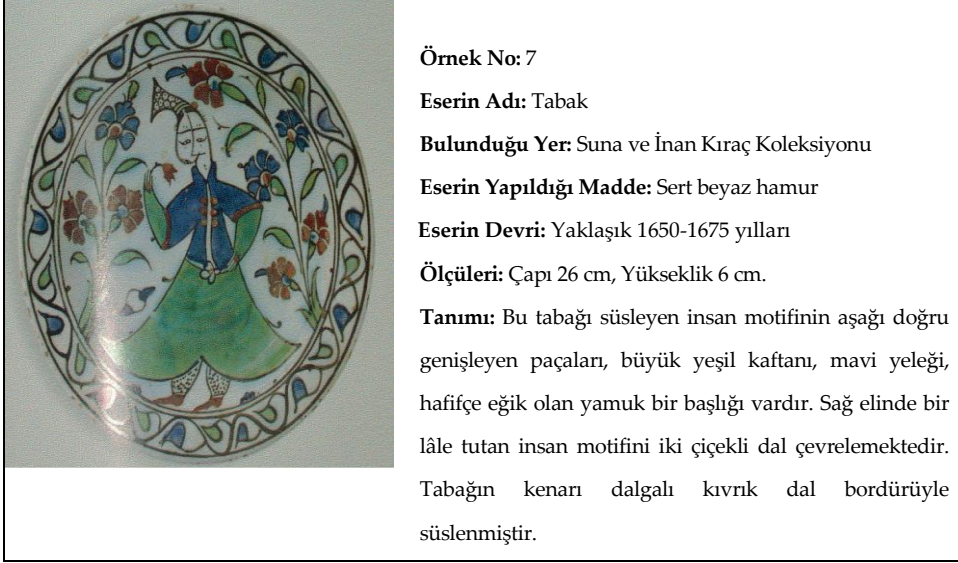 Örnek No: 7
Eserin Adı: Tabak
Bulunduğu Yer: Suna ve İnan Kıraç Koleksiyonu
Eserin Yapıldığı Madde: Sert beyaz hamur
Eserin Devri: Yaklaşık 1650-1675 yılları
Ölçüleri: Çapı 26 cm, Yükseklik 6 cm.
Tanımı: Bu tabağı süsleyen insan motifinin aşağı doğru
genişleyen paçaları, büyük yeşil kaftanı, mavi yeleği,
hafifçe eğik olan yamuk bir başlığı vardır. Sağ elinde bir
lâle tutan insan motifini iki çiçekli dal çevrelemektedir.
Tabağın kenarı dalgalı kıvrık dal bordürüyle
süslenmiştir.